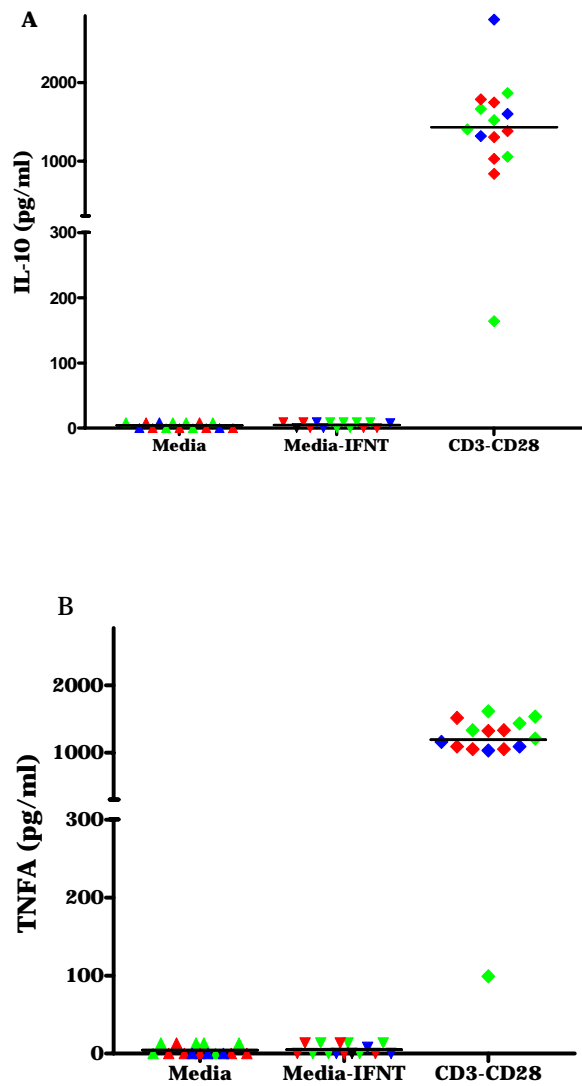 A
IL-10 (pg/ml)
2000
1000
300
200
100
0
Media
Media-IFNT
CD3-CD28
B
TNFA (pg/ml)
2000
1000
300
200
100
0
Media
Media-IFNT
CD3-CD28